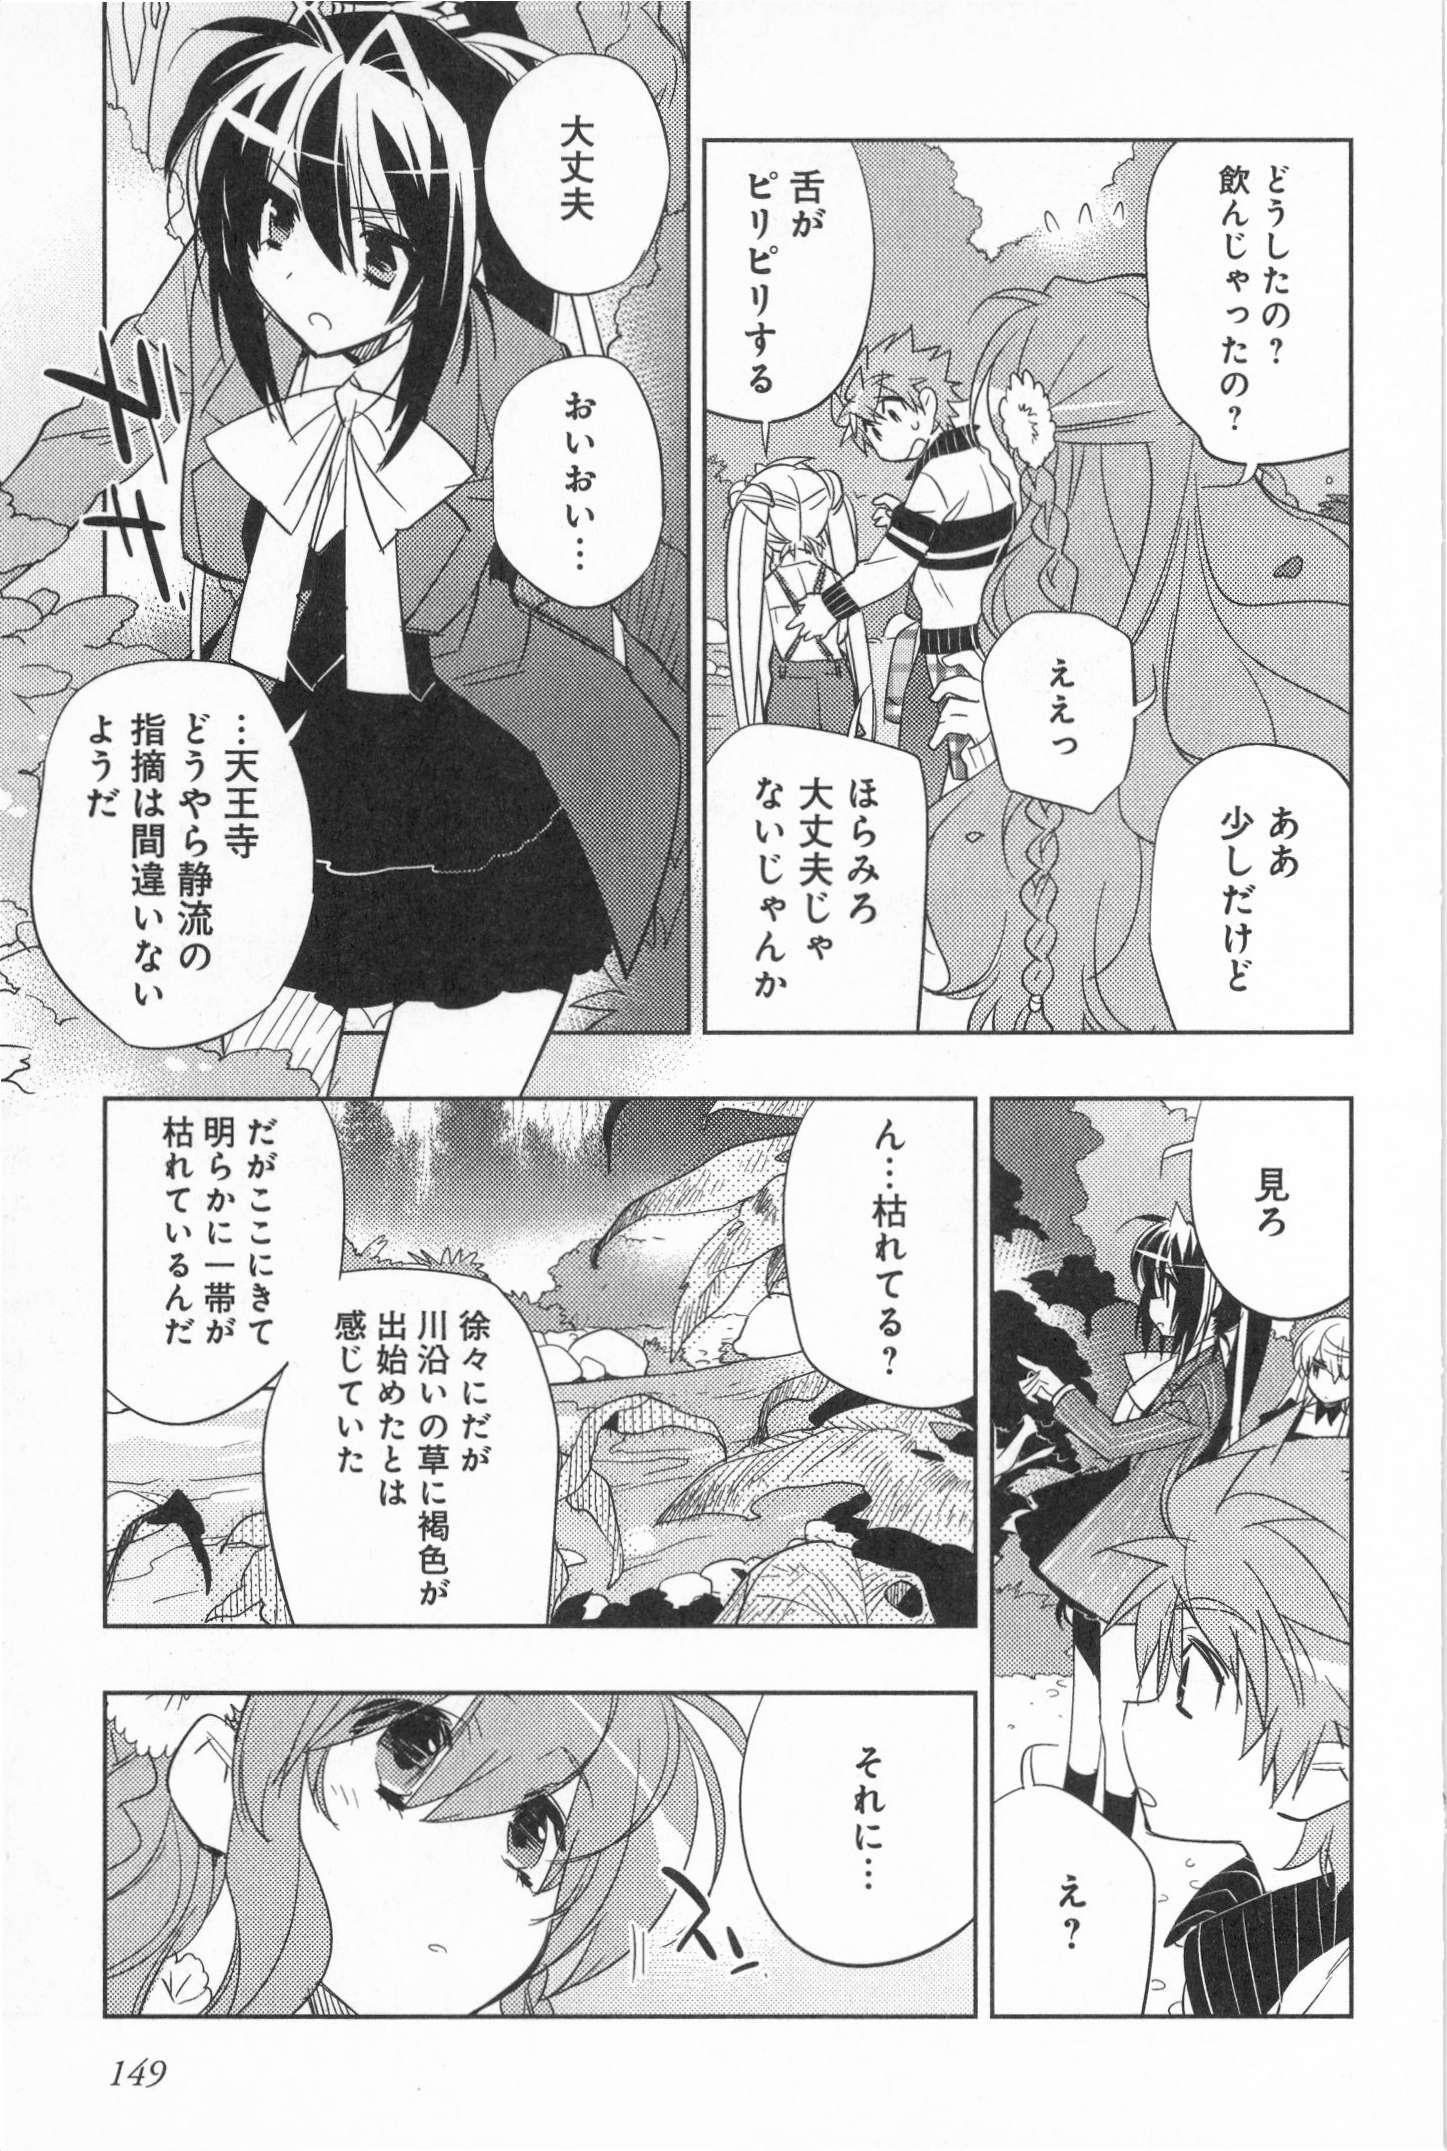 どうしたの?
飲んじゃったの?
舌が
ピリピリする
ええっ
ああ
少しだけど
ほらみろ
大丈夫じゃ
ないじゃんか
大丈夫
おいおい…
ザッ
…天王寺
どうやら静流の
指摘は間違いない
ようだ
見ろ
え?
ん…枯れてる?
徐々にだが
川沿いの草に褐色が
出始めたとは
感じていた
だがここにきて
明らかに一帯が
枯れているんだ
それに…
149